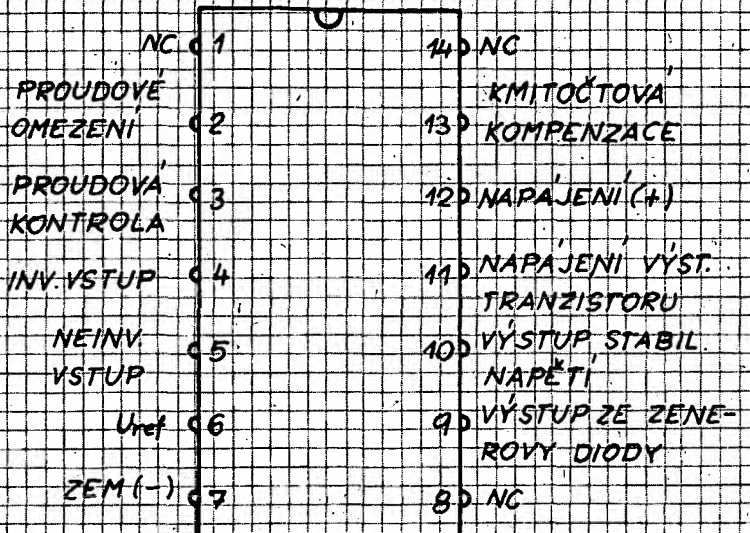 NC 1
PROUDOVÉ
OMEZENÍ 2
PROUDOVÁ
KONTROLA 3
INV. VSTUP 4
NEINV.
VSTUP 5
Uref 6
ZEM (-) 7
14 NC
KMITOČTOVÁ
13 KOMPENZACE
12 NAPÁJENÍ (+)
11 NAPÁJENÍ VÝST.
TRANZISTORU
10 VÝSTUP STABIL.
NAPĚTÍ
9 VÝSTUP ZE ZENE-
ROVY DIODY
8 NC